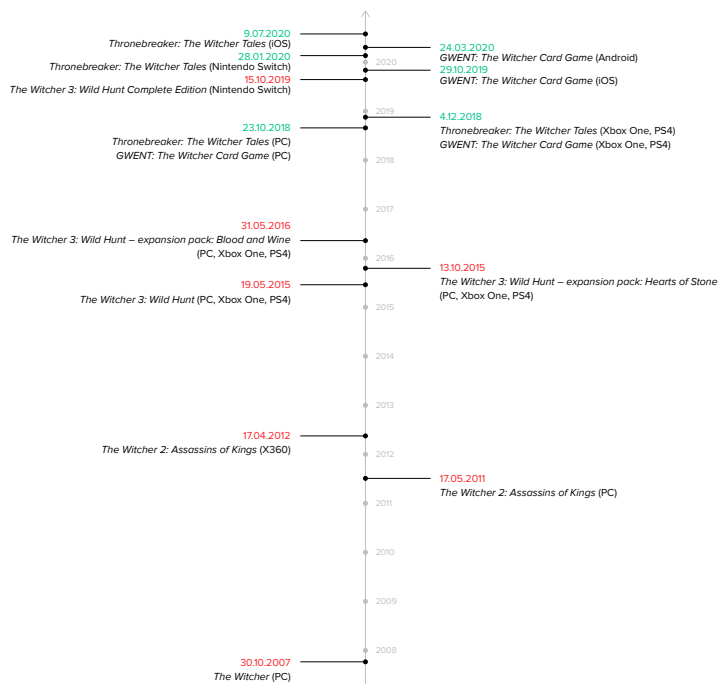 9.07.2020
Thronebreaker: The Witcher Tales (iOS)
24.03.2020
GWENT: The Witcher Card Game (Android)
28.01.2020
Thronebreaker: The Witcher Tales (Nintendo Switch)
2020
29.10.2019
GWENT: The Witcher Card Game (iOS)
15.10.2019
The Witcher 3: Wild Hunt Complete Edition (Nintendo Switch)
2019
4.12.2018
Thronebreaker: The Witcher Tales (Xbox One, PS4)
GWENT: The Witcher Card Game (Xbox One, PS4)
23.10.2018
Thronebreaker: The Witcher Tales (PC)
GWENT: The Witcher Card Game (PC)
2018
2017
31.05.2016
The Witcher 3: Wild Hunt – expansion pack: Blood and Wine
(PC, Xbox One, PS4)
2016
13.10.2015
The Witcher 3: Wild Hunt – expansion pack: Hearts of Stone
(PC, Xbox One, PS4)
19.05.2015
The Witcher 3: Wild Hunt (PC, Xbox One, PS4)
2015
2014
2013
17.04.2012
The Witcher 2: Assassins of Kings (X360)
2012
17.05.2011
The Witcher 2: Assassins of Kings (PC)
2011
2010
2009
2008
30.10.2007
The Witcher (PC)